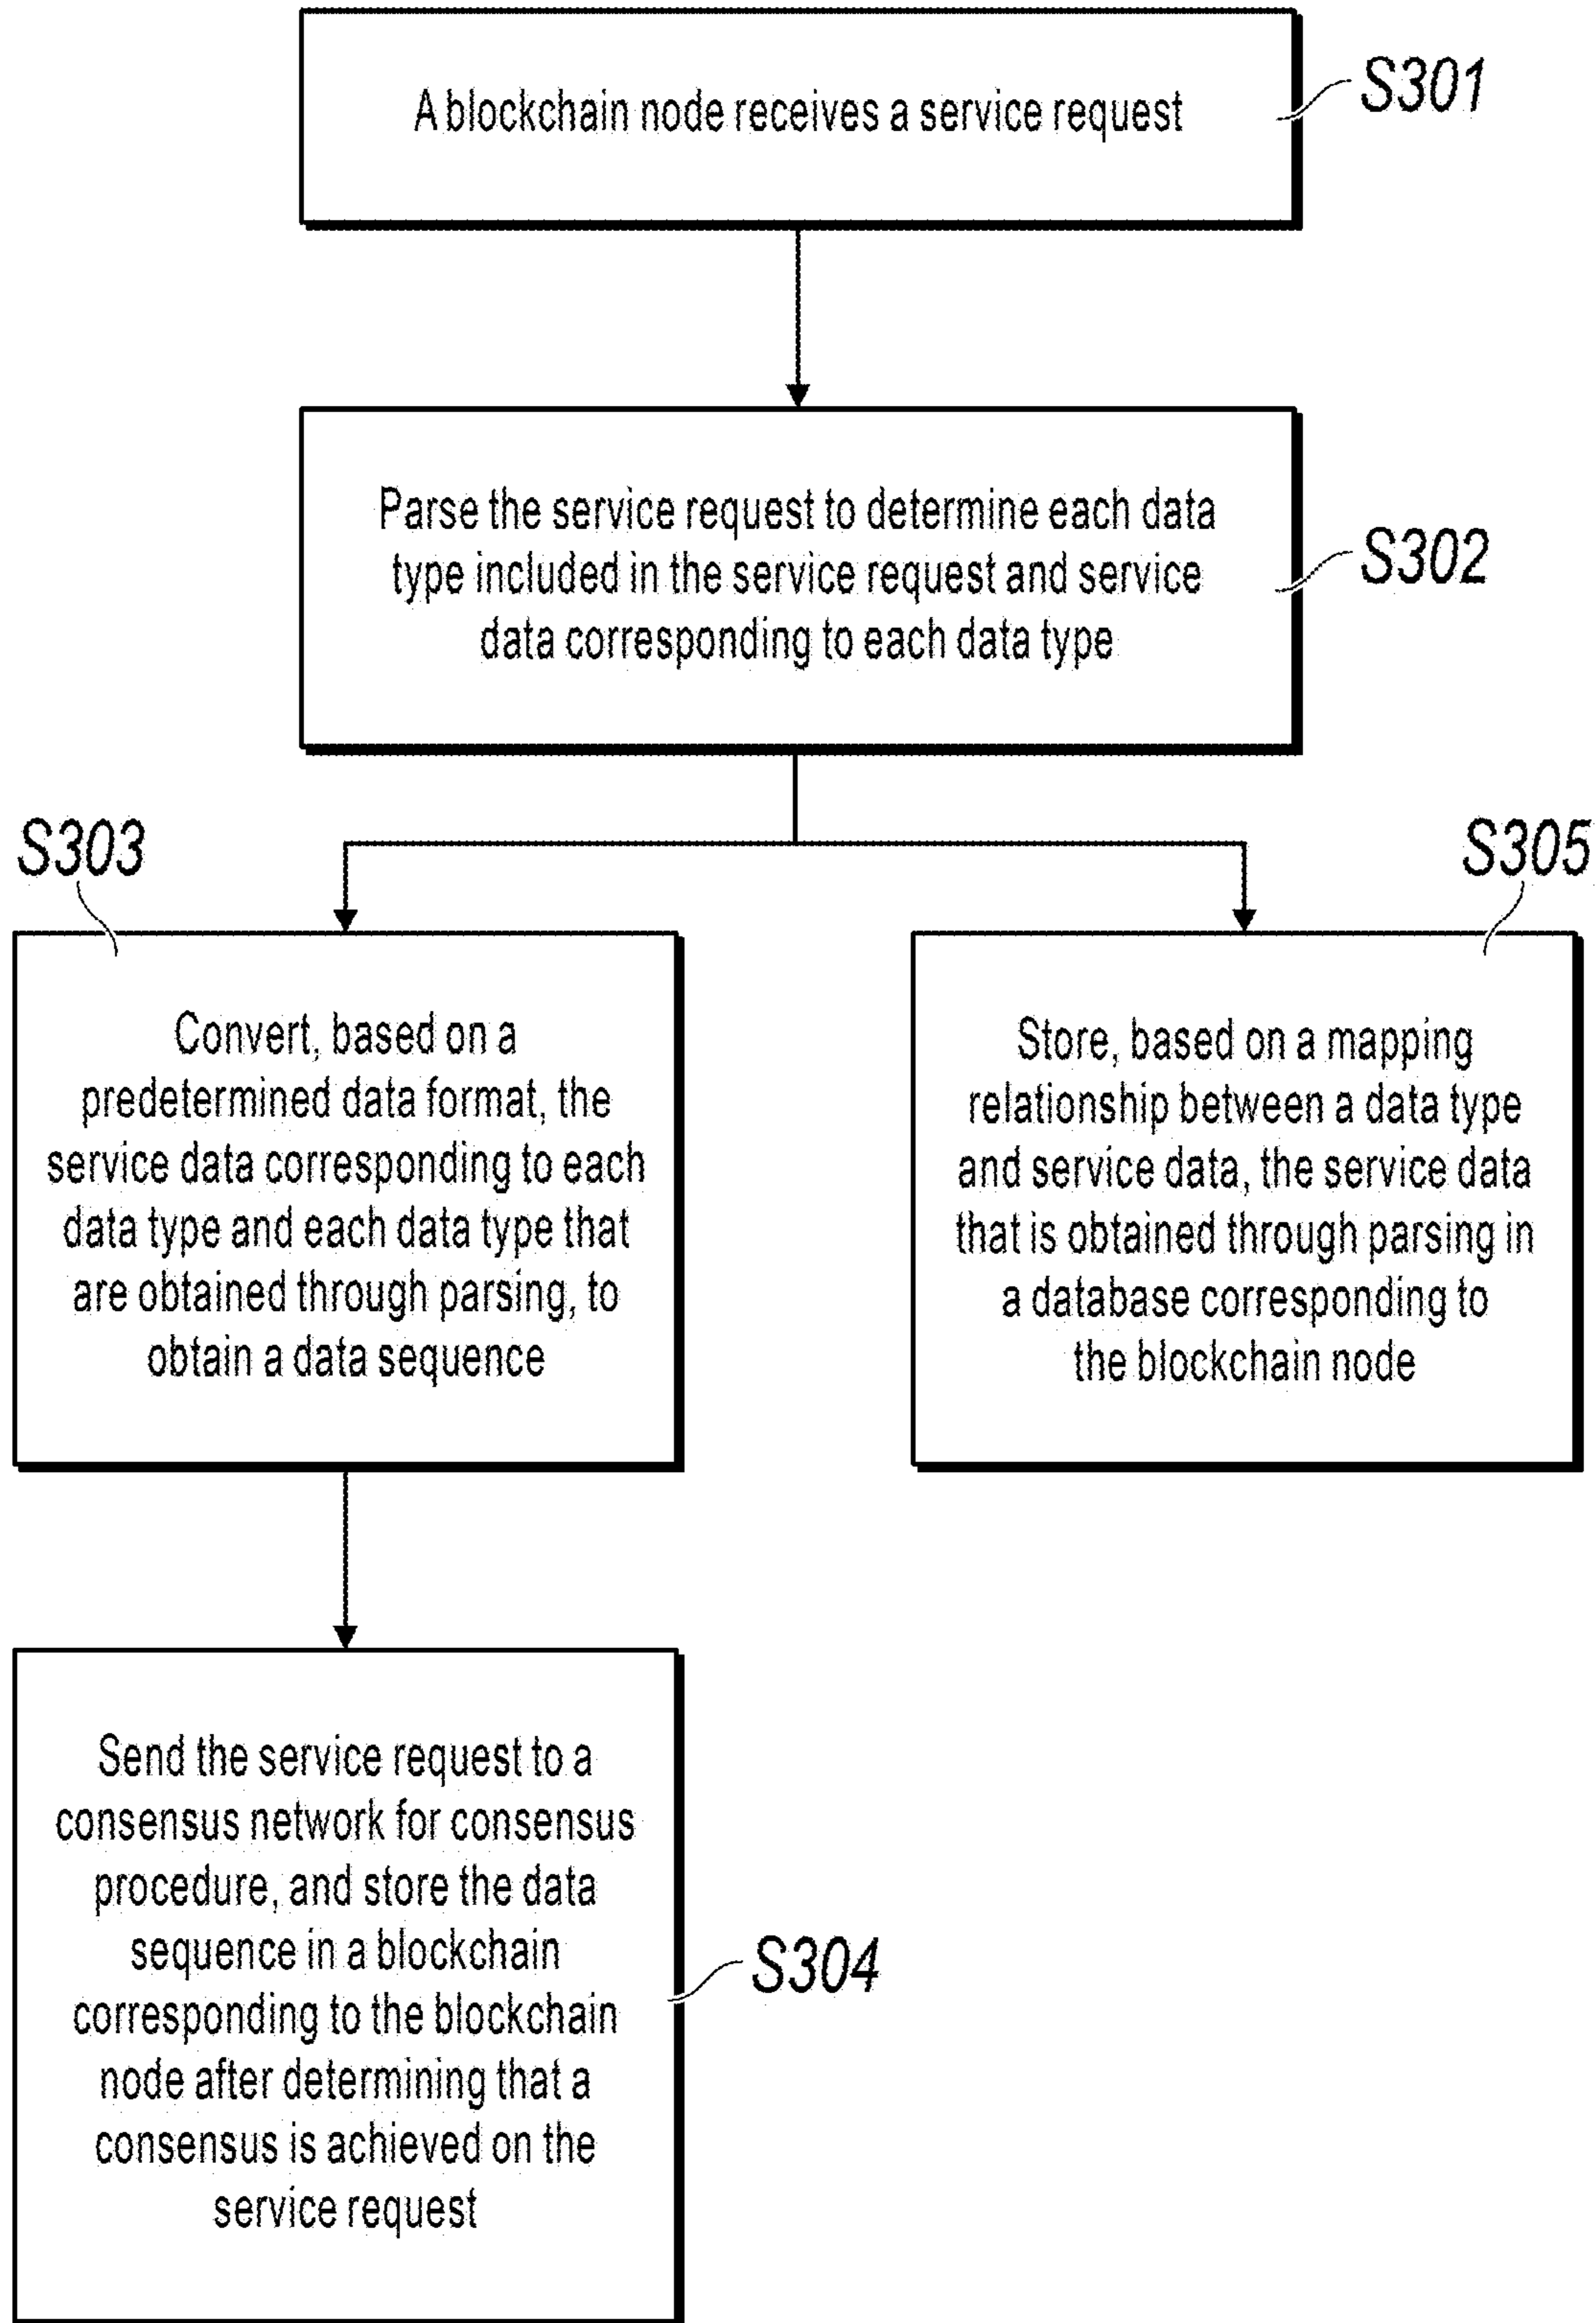 A blockchain node receives a service request
S301
Parse the service request to determine each data
type included in the service request and service
data corresponding to each data type
S302
S303
Convert, based on a
predetermined data format, the
service data corresponding to each
data type and each data type that
are obtained through parsing, to
obtain a data sequence
S305
Store, based on a mapping
relationship between a data type
and service data, the service data
that is obtained through parsing in
a database corresponding to
the blockchain node
Send the service request to a
consensus network for consensus
procedure, and store the data
sequence in a blockchain
corresponding to the blockchain
node after determining that a
consensus is achieved on the
service request
S304